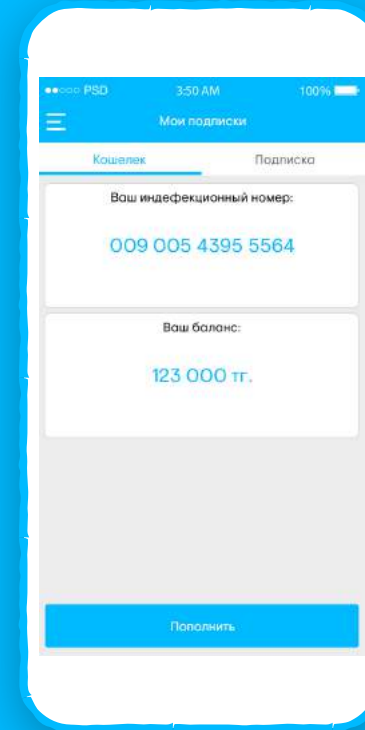 PSD 3:50 AM 100%
Мои подписки
Кошелек Подписка
Ваш индефекционный номер:
009 005 4395 5564
Ваш баланс:
123 000 тг.
Пополнить